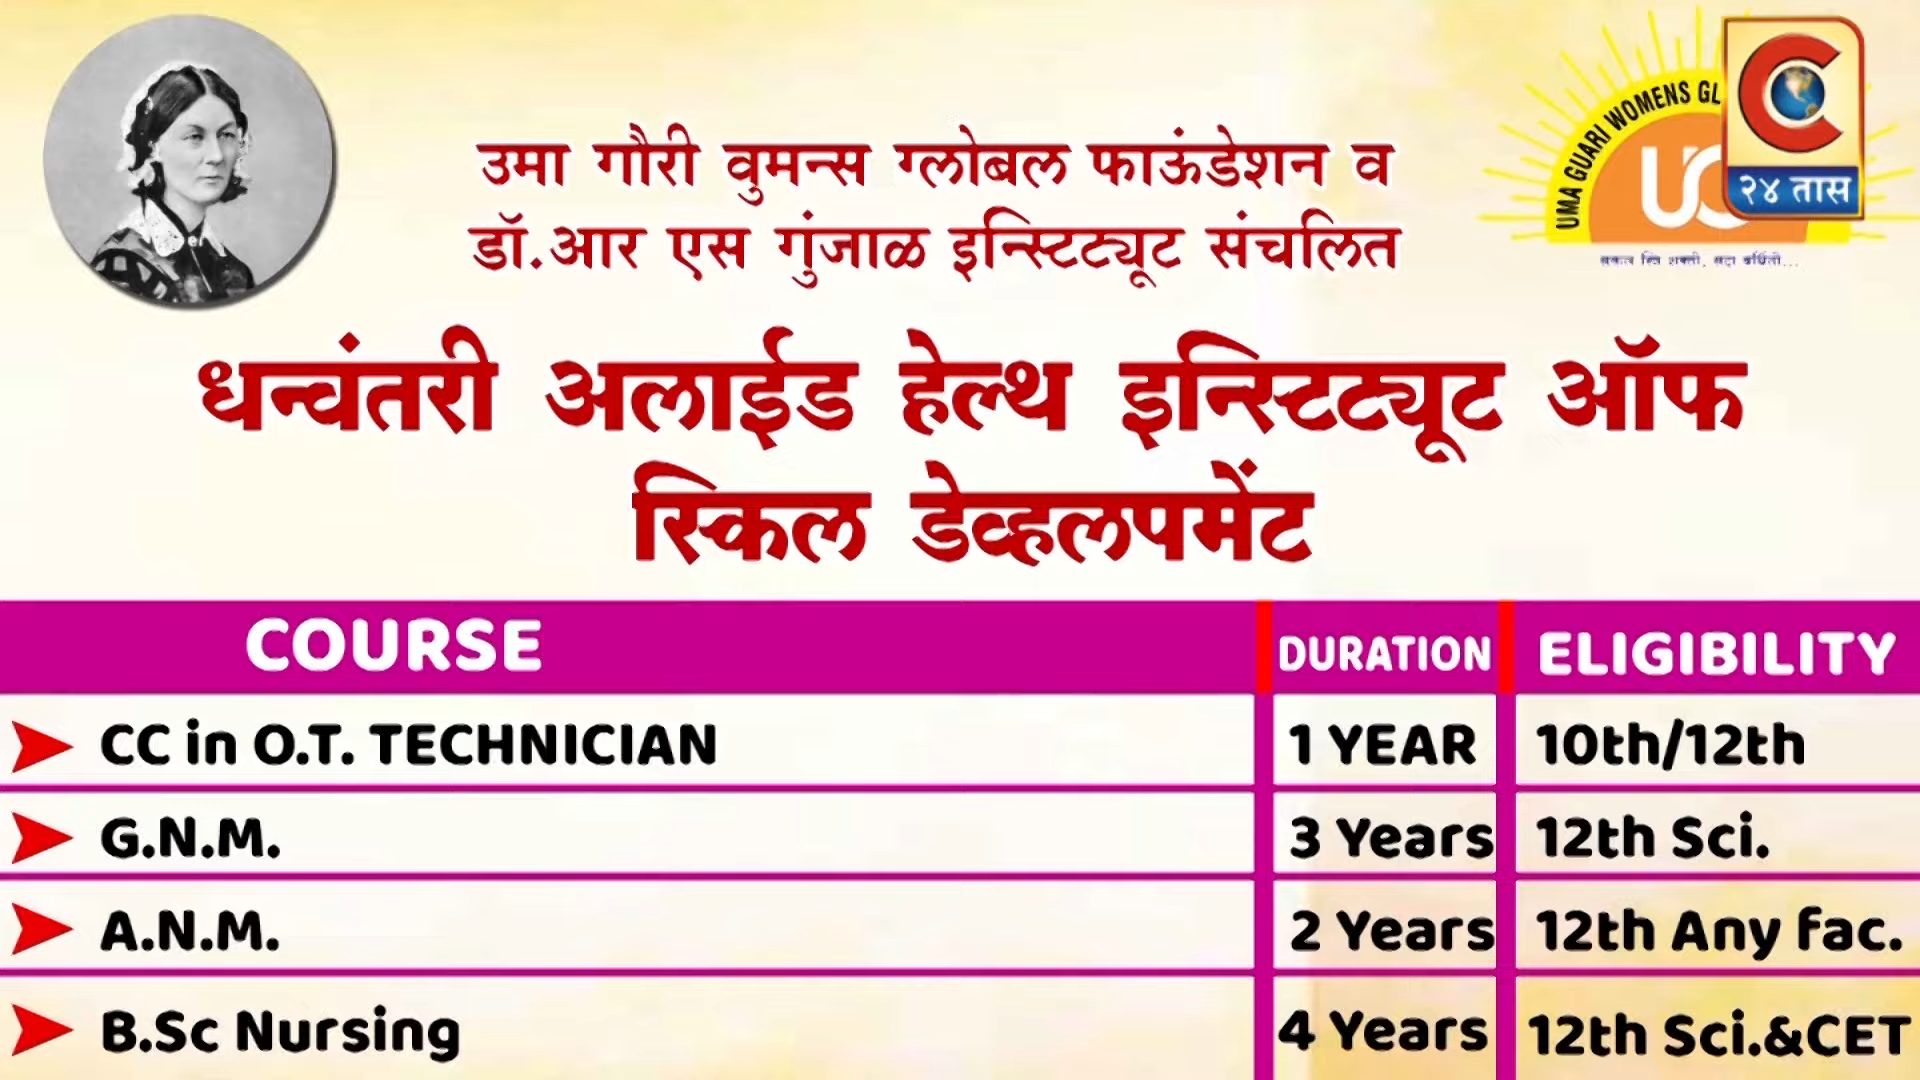 उमा गौरी वुमन्स ग्लोबल फाऊंडेशन व
डॉ.आर एस गुंजाळ इन्स्टिट्यूट संचलित
UMA GUARI WOMENS GL
UG
C
२४ तास
धन्वंतरी अलाईड हेल्थ इन्स्टिट्यूट ऑफ
स्किल डेव्हलपमेंट
COURSE DURATION ELIGIBILITY
CC in O.T. TECHNICIAN 1 YEAR 10th/12th
G.N.M. 3 Years 12th Sci.
A.N.M. 2 Years 12th Any fac.
B.Sc Nursing 4 Years 12th Sci.&CET